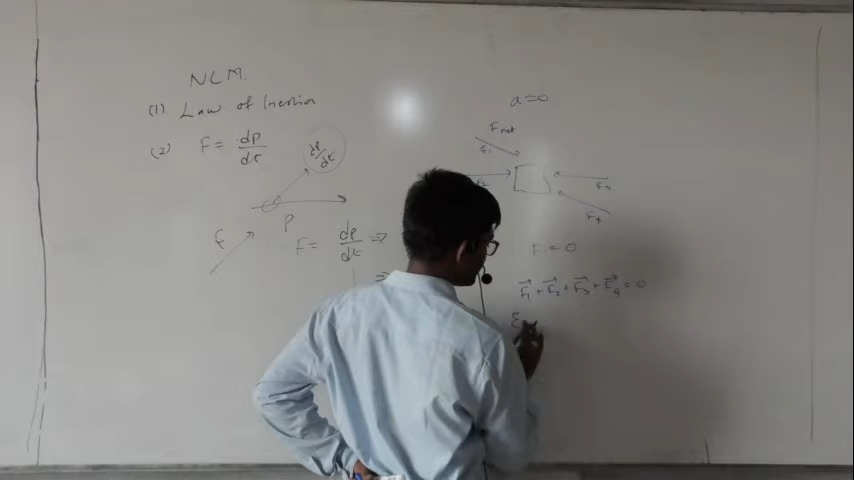 NLM.
(1) Law of Inertia
(2) F = dp/dt
dp/dt
P
F
F = dp/dt ⇒
⇒
a=0
Fnet
F1
F2
F3
F4
F = 0
F⃗1 + F⃗2 + F⃗3 + F⃗4 = 0
Σ